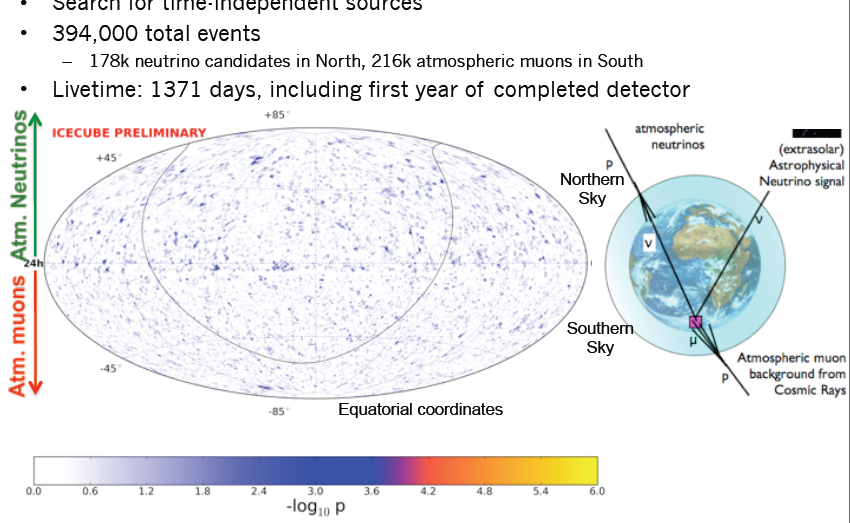 • Search for time-independent sources
• 394,000 total events
– 178k neutrino candidates in North, 216k atmospheric muons in South
• Livetime: 1371 days, including first year of completed detector
Atm. Neutrinos
Atm. muons
ICECUBE PRELIMINARY
+85°
+45°
24h
-45°
-85°
Equatorial coordinates
atmospheric
neutrinos
p
Northern
Sky
(extrasolar)
Astrophysical
Neutrino signal
ν
ν
Southern
Sky
μ
p
Atmospheric muon
background from
Cosmic Rays
0.0 0.6 1.2 1.8 2.4 3.0 3.6 4.2 4.8 5.4 6.0
-log₁₀ p